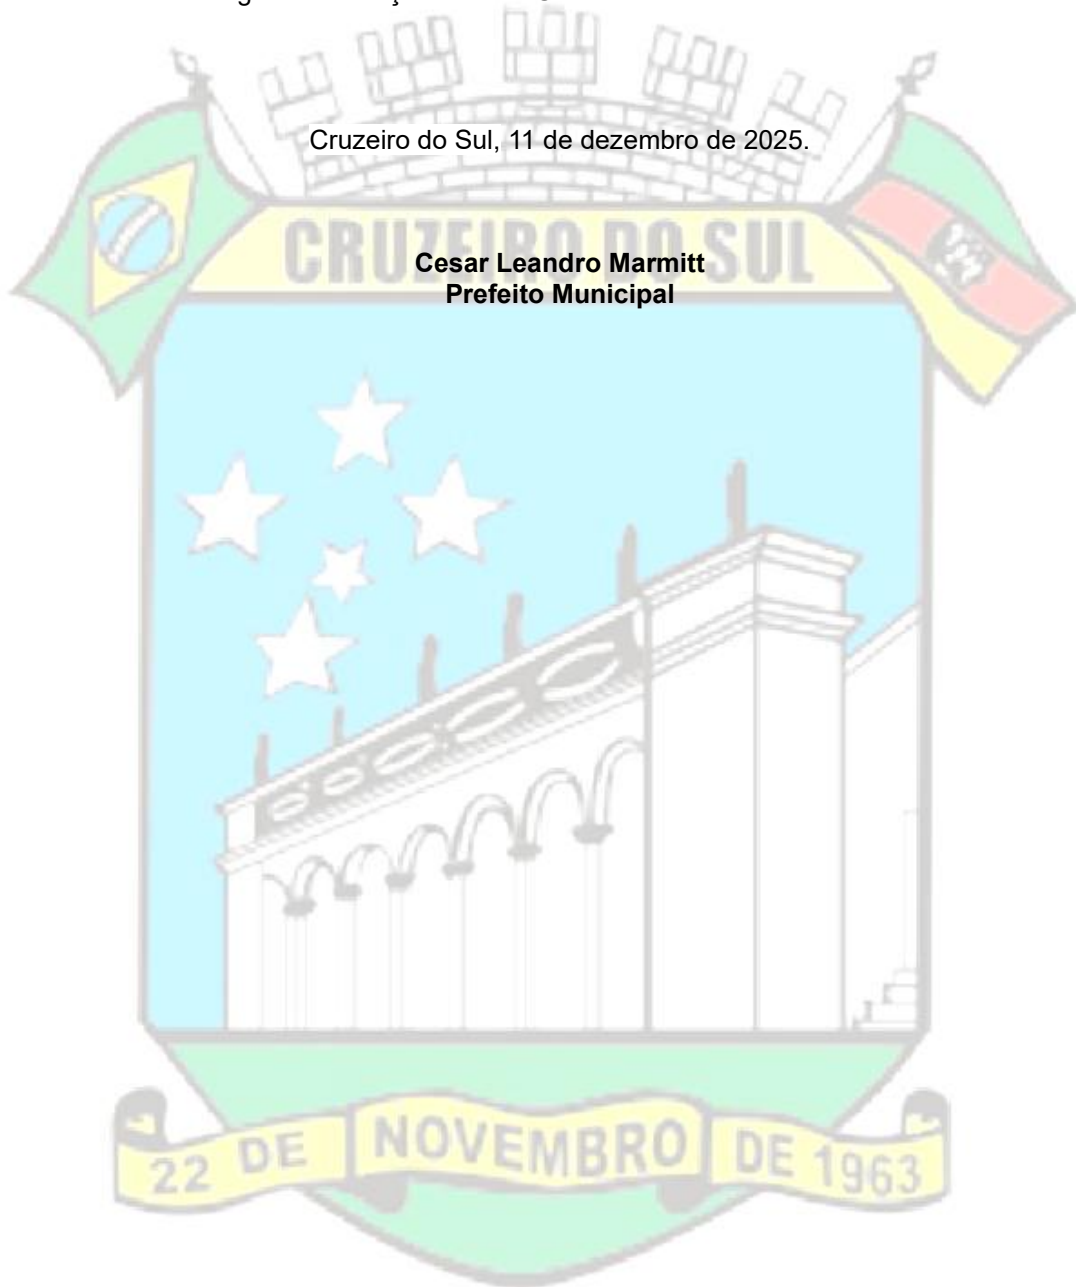 Cruzeiro do Sul, 11 de dezembro de 2025.
CRUZEIRO DO SUL
Cesar Leandro Marmitt
Prefeito Municipal
22 DE NOVEMBRO DE 1963